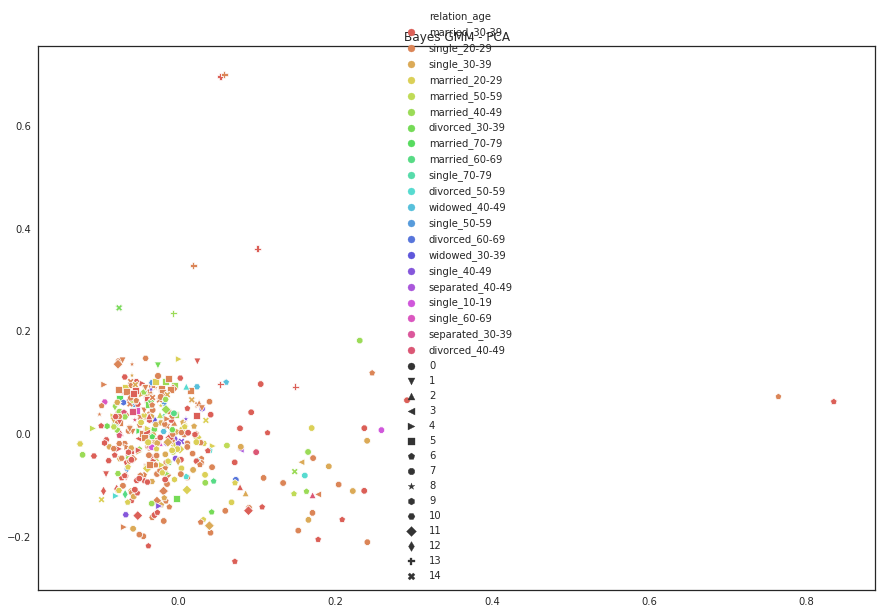 relation_age
married_30-39
Bayes GMM - PCA
single_20-29
single_30-39
married_20-29
married_50-59
married_40-49
divorced_30-39
married_70-79
married_60-69
single_70-79
divorced_50-59
widowed_40-49
single_50-59
divorced_60-69
widowed_30-39
single_40-49
separated_40-49
single_10-19
single_60-69
separated_30-39
divorced_40-49
0
1
2
3
4
5
6
7
8
9
10
11
12
13
14
0.6
0.4
0.2
0.0
−0.2
0.0 0.2 0.4 0.6 0.8